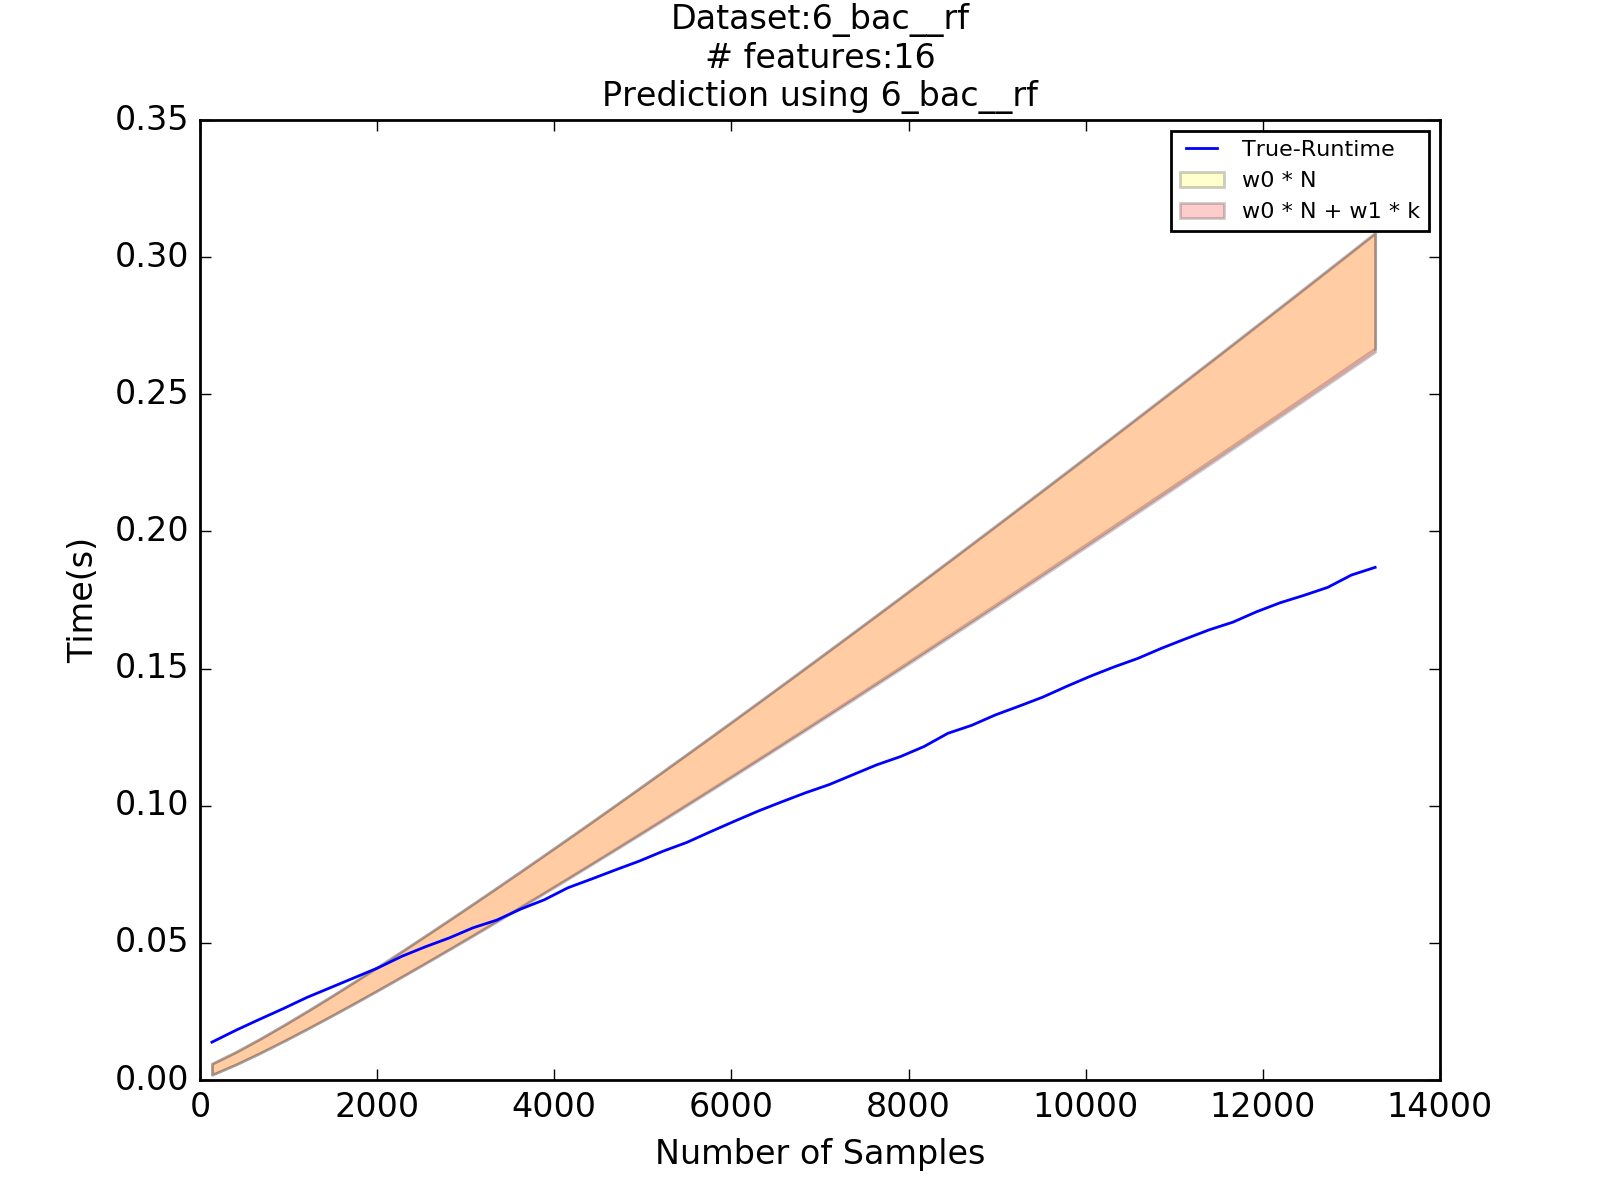 Dataset:6_bac__rf
# features:16
Prediction using 6_bac__rf
0.35
0.30
0.25
0.20
0.15
0.10
0.05
0.00
Time(s)
True-Runtime
w0 * N
w0 * N + w1 * k
0 2000 4000 6000 8000 10000 12000 14000
Number of Samples